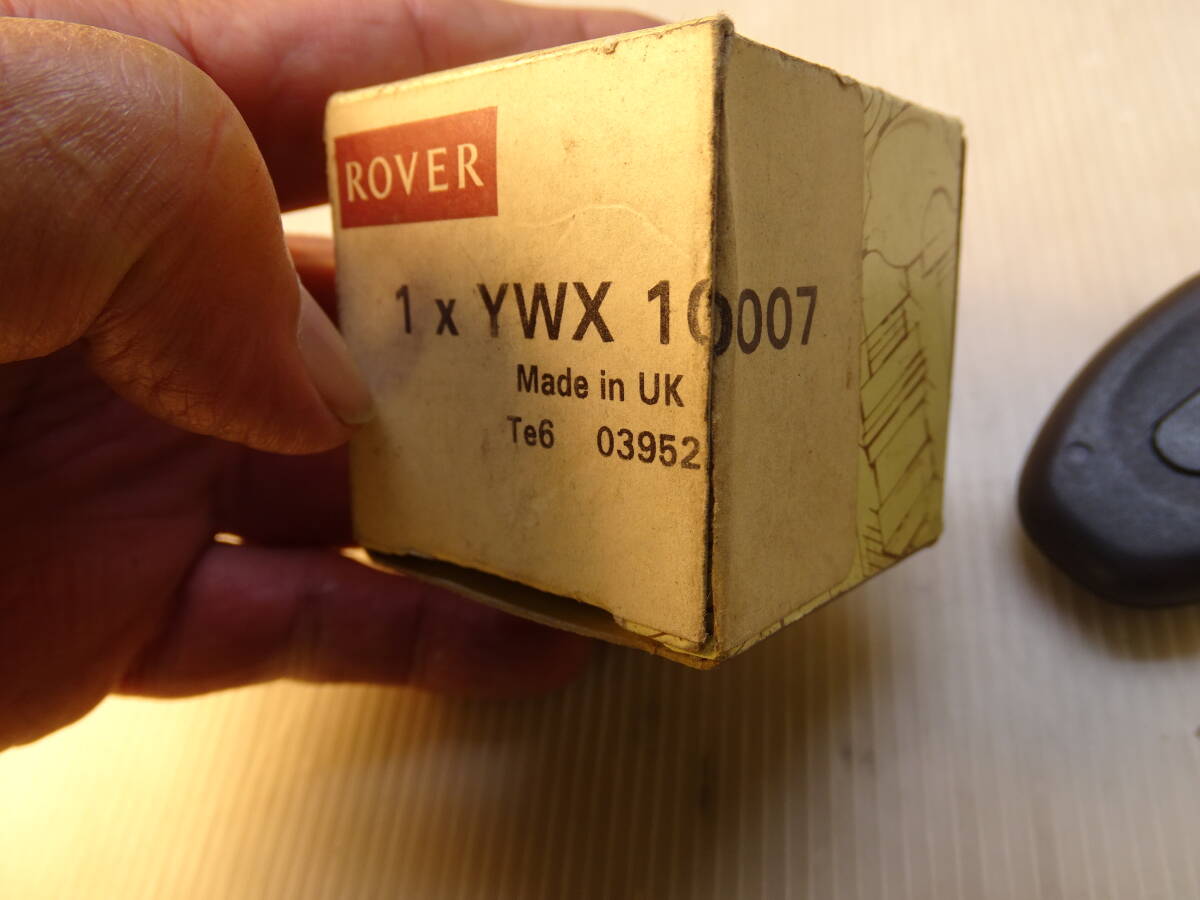 ROVER
1 x YWX 10007
Made in UK
Te6 03952